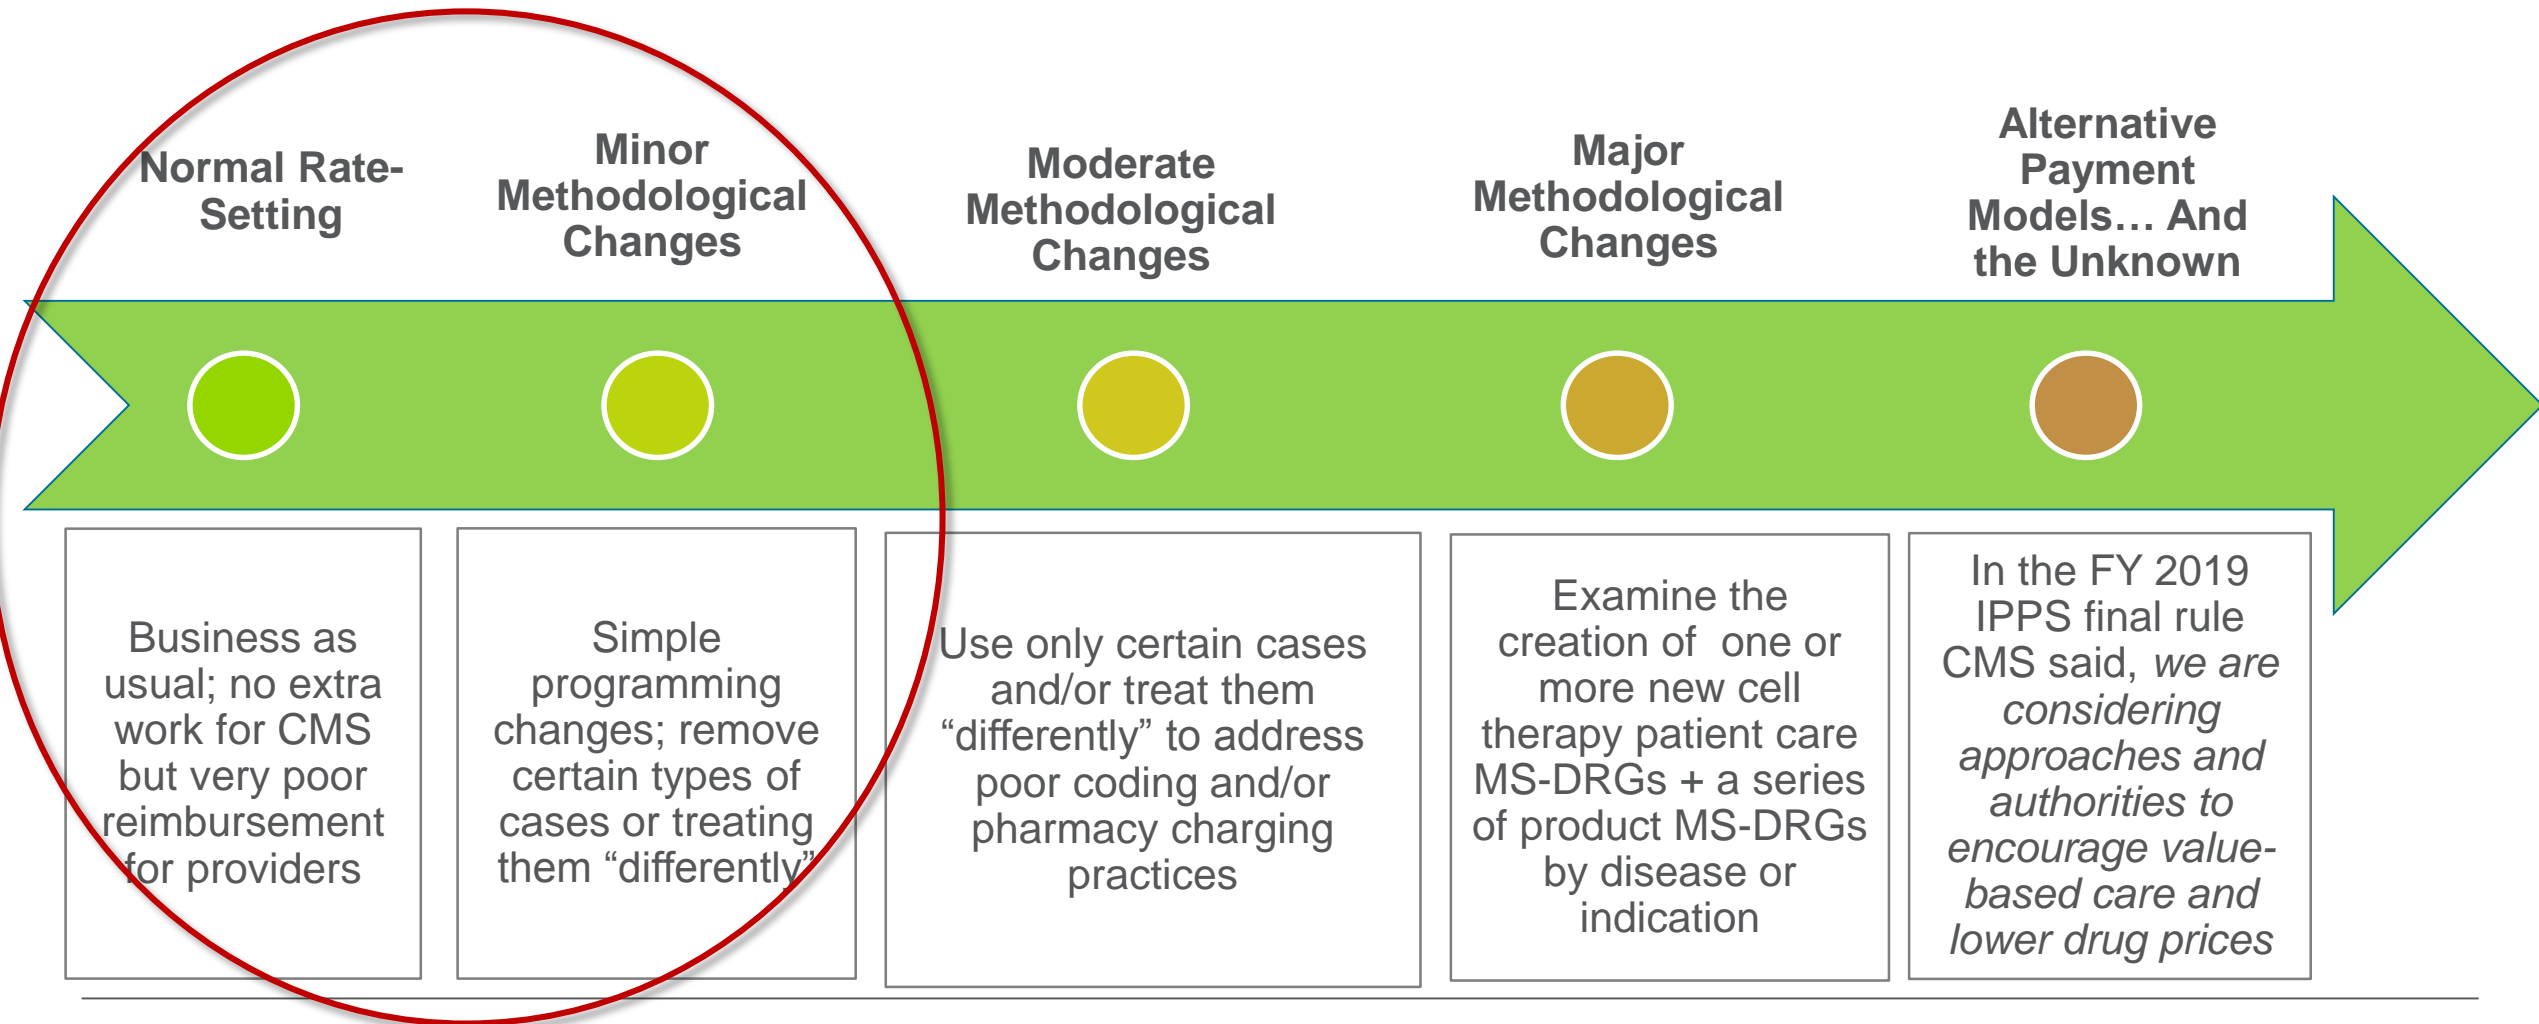 Normal Rate-
Setting
Minor
Methodological
Changes
Moderate
Methodological
Changes
Major
Methodological
Changes
Alternative
Payment
Models… And
the Unknown
Business as
usual; no extra
work for CMS
but very poor
reimbursement
for providers
Simple
programming
changes; remove
certain types of
cases or treating
them “differently”
Use only certain cases
and/or treat them
“differently” to address
poor coding and/or
pharmacy charging
practices
Examine the
creation of  one or
more new cell
therapy patient care
MS-DRGs + a series
of product MS-DRGs
by disease or
indication
In the FY 2019
IPPS final rule
CMS said, we are
considering
approaches and
authorities to
encourage value-
based care and
lower drug prices